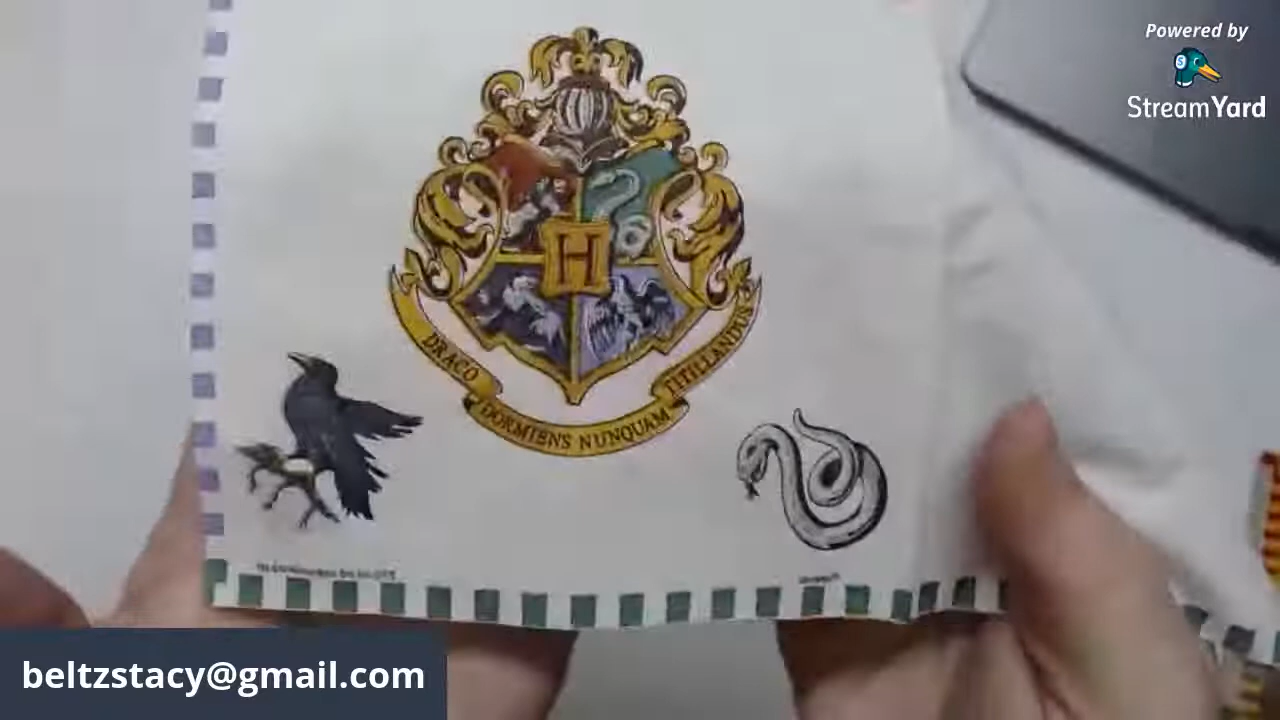 Powered by
StreamYard
H
DRACO
DORMIENS NUNQUAM
TITILLANDUS
beltzstacy@gmail.com